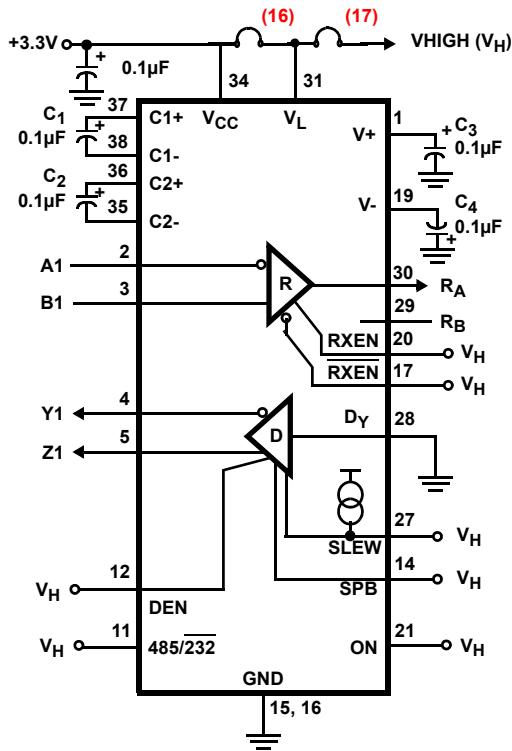 (16) (17)
+3.3V VHIGH (VH)
+ 0.1µF 34 31
C1 0.1µF + 37 C1+ VCC VL V+ 1 + C3 0.1µF
38 C1-
C2 0.1µF + 36 C2+ V- 19 C4 0.1µF +
35 C2-
A1 2 R 30 RA
B1 3 29 RB
RXEN 20 VH
RXEN 17 VH
Y1 4 D DY 28
Z1 5
SLEW 27 VH
VH 12 DEN SPB 14 VH
VH 11 485/232 ON 21 VH
GND
15, 16